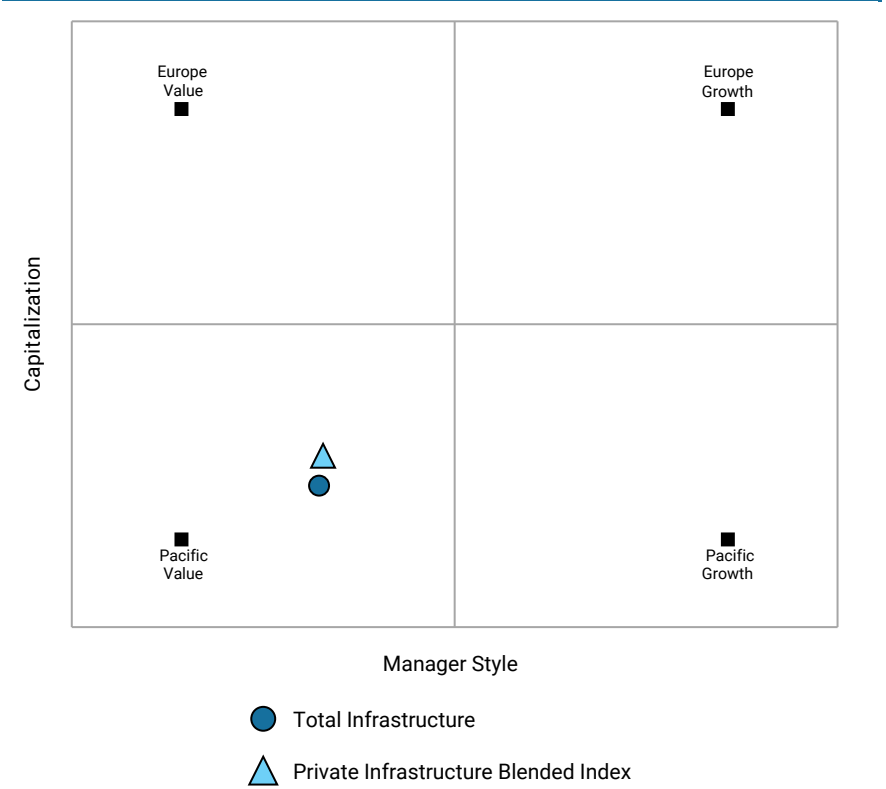 Europe
Value
Europe
Growth
Capitalization
Pacific
Value
Pacific
Growth
Manager Style
Total Infrastructure
Private Infrastructure Blended Index